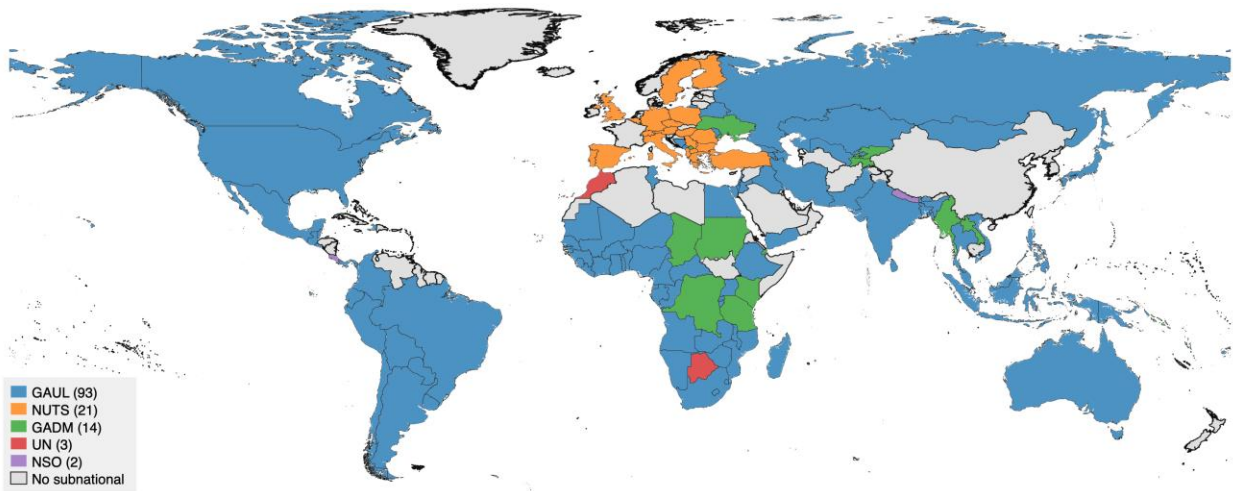 GAUL (93)
NUTS (21)
GADM (14)
UN (3)
NSO (2)
No subnational